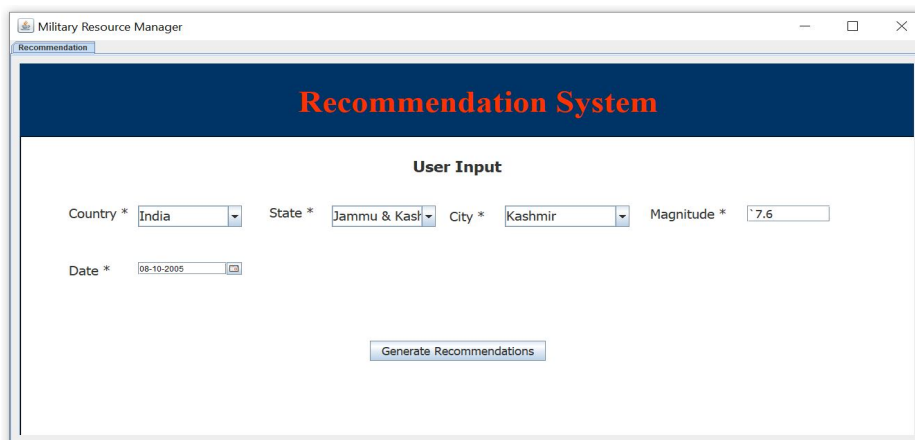 Military Resource Manager
Recommendation
Recommendation System
User Input
Country * India State * Jammu & Kash City * Kashmir Magnitude * `7.6
Date * 08-10-2005
Generate Recommendations